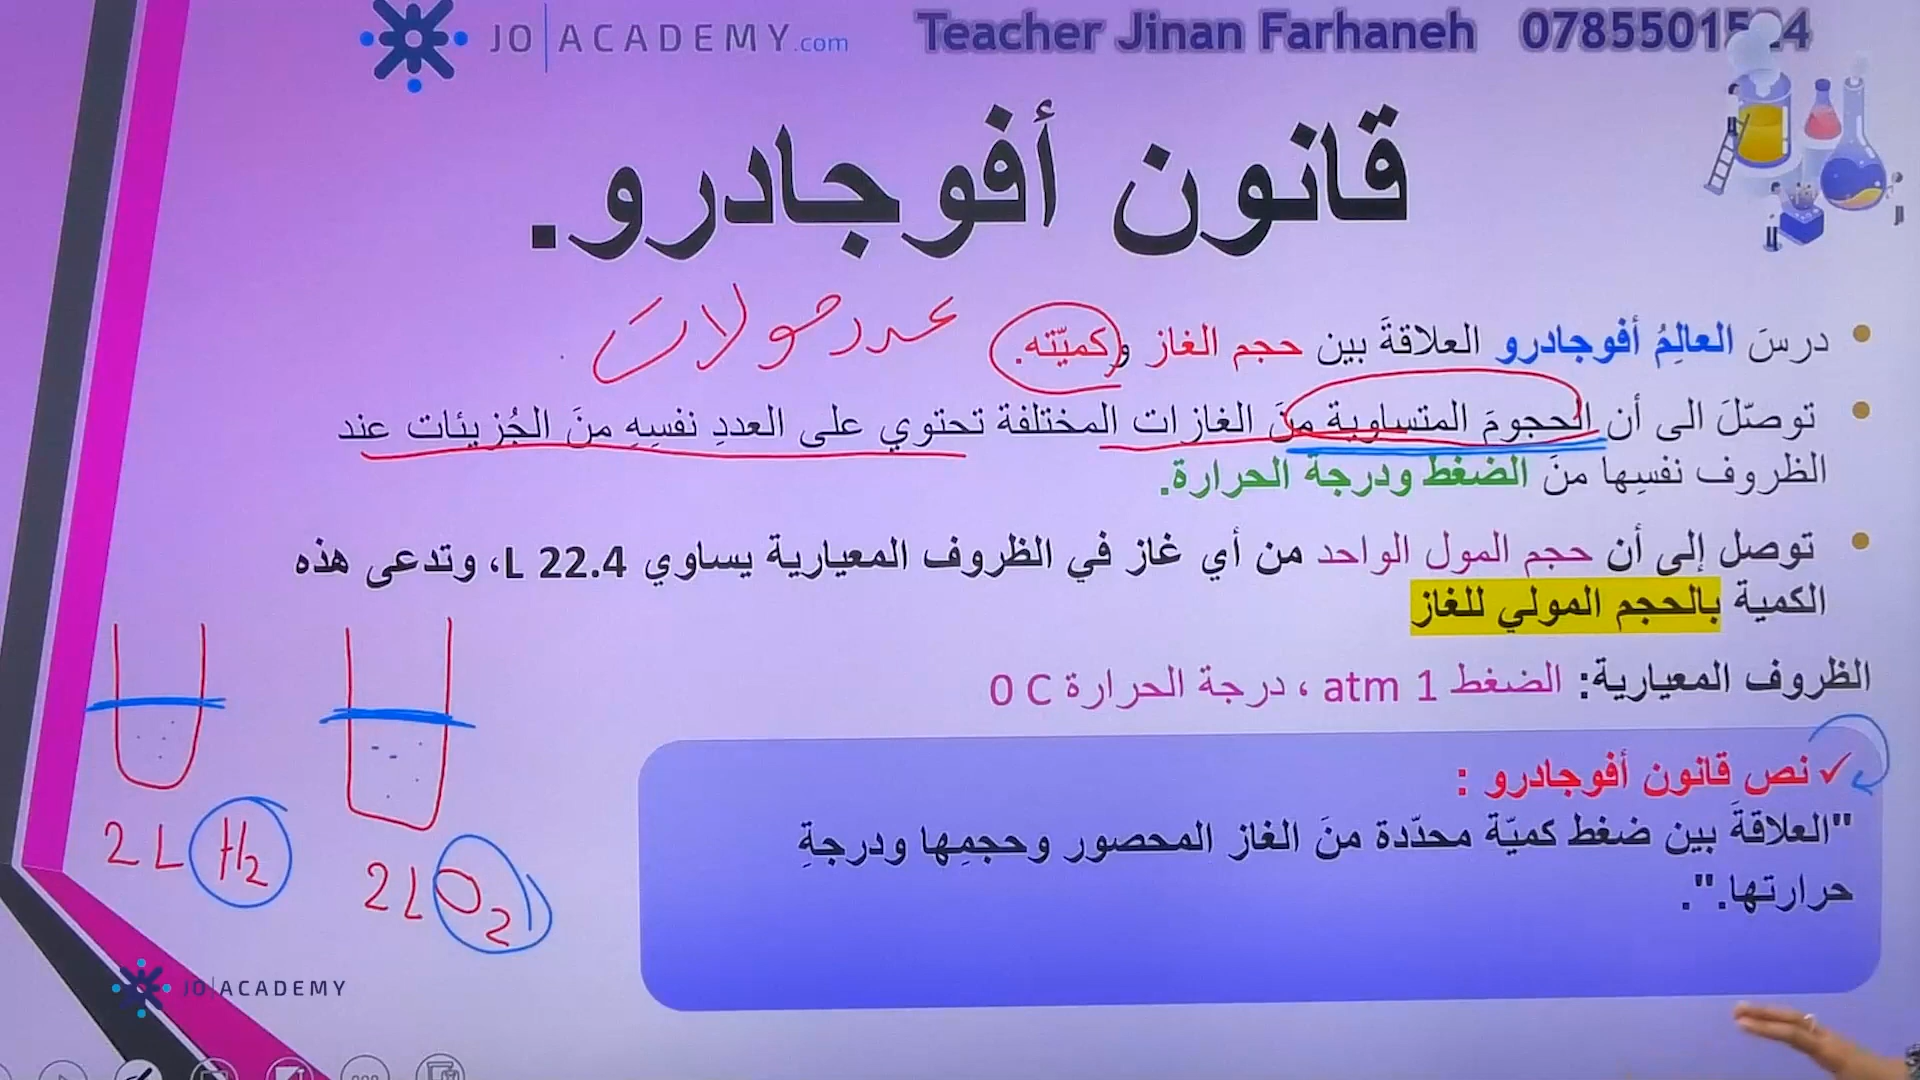 JO ACADEMY.com
Teacher Jinan Farhaneh
قانون أفوجادرو.
درسَ العالِمُ أفوجادرو العلاقةَ بين حجم الغاز وكميّته.
عدد مولات
توصّلَ الى أن الحجومَ المتساوية منَ الغازات المختلفة تحتوي على العددِ نفسِهِ منَ الجُزيئات عند
الظروف نفسِها منَ الضغط ودرجة الحرارة.
توصل إلى أن حجم المول الواحد من أي غاز في الظروف المعيارية يساوي 22.4 L، وتدعى هذه
الكمية بالحجم المولي للغاز
الظروف المعيارية: الضغط 1 atm ، درجة الحرارة 0 C
✓ نص قانون أفوجادرو :
"العلاقةَ بين ضغط كميّة محدّدة منَ الغاز المحصور وحجمِها ودرجةِ
حرارتها.".
2L H2
2L O2
JO ACADEMY